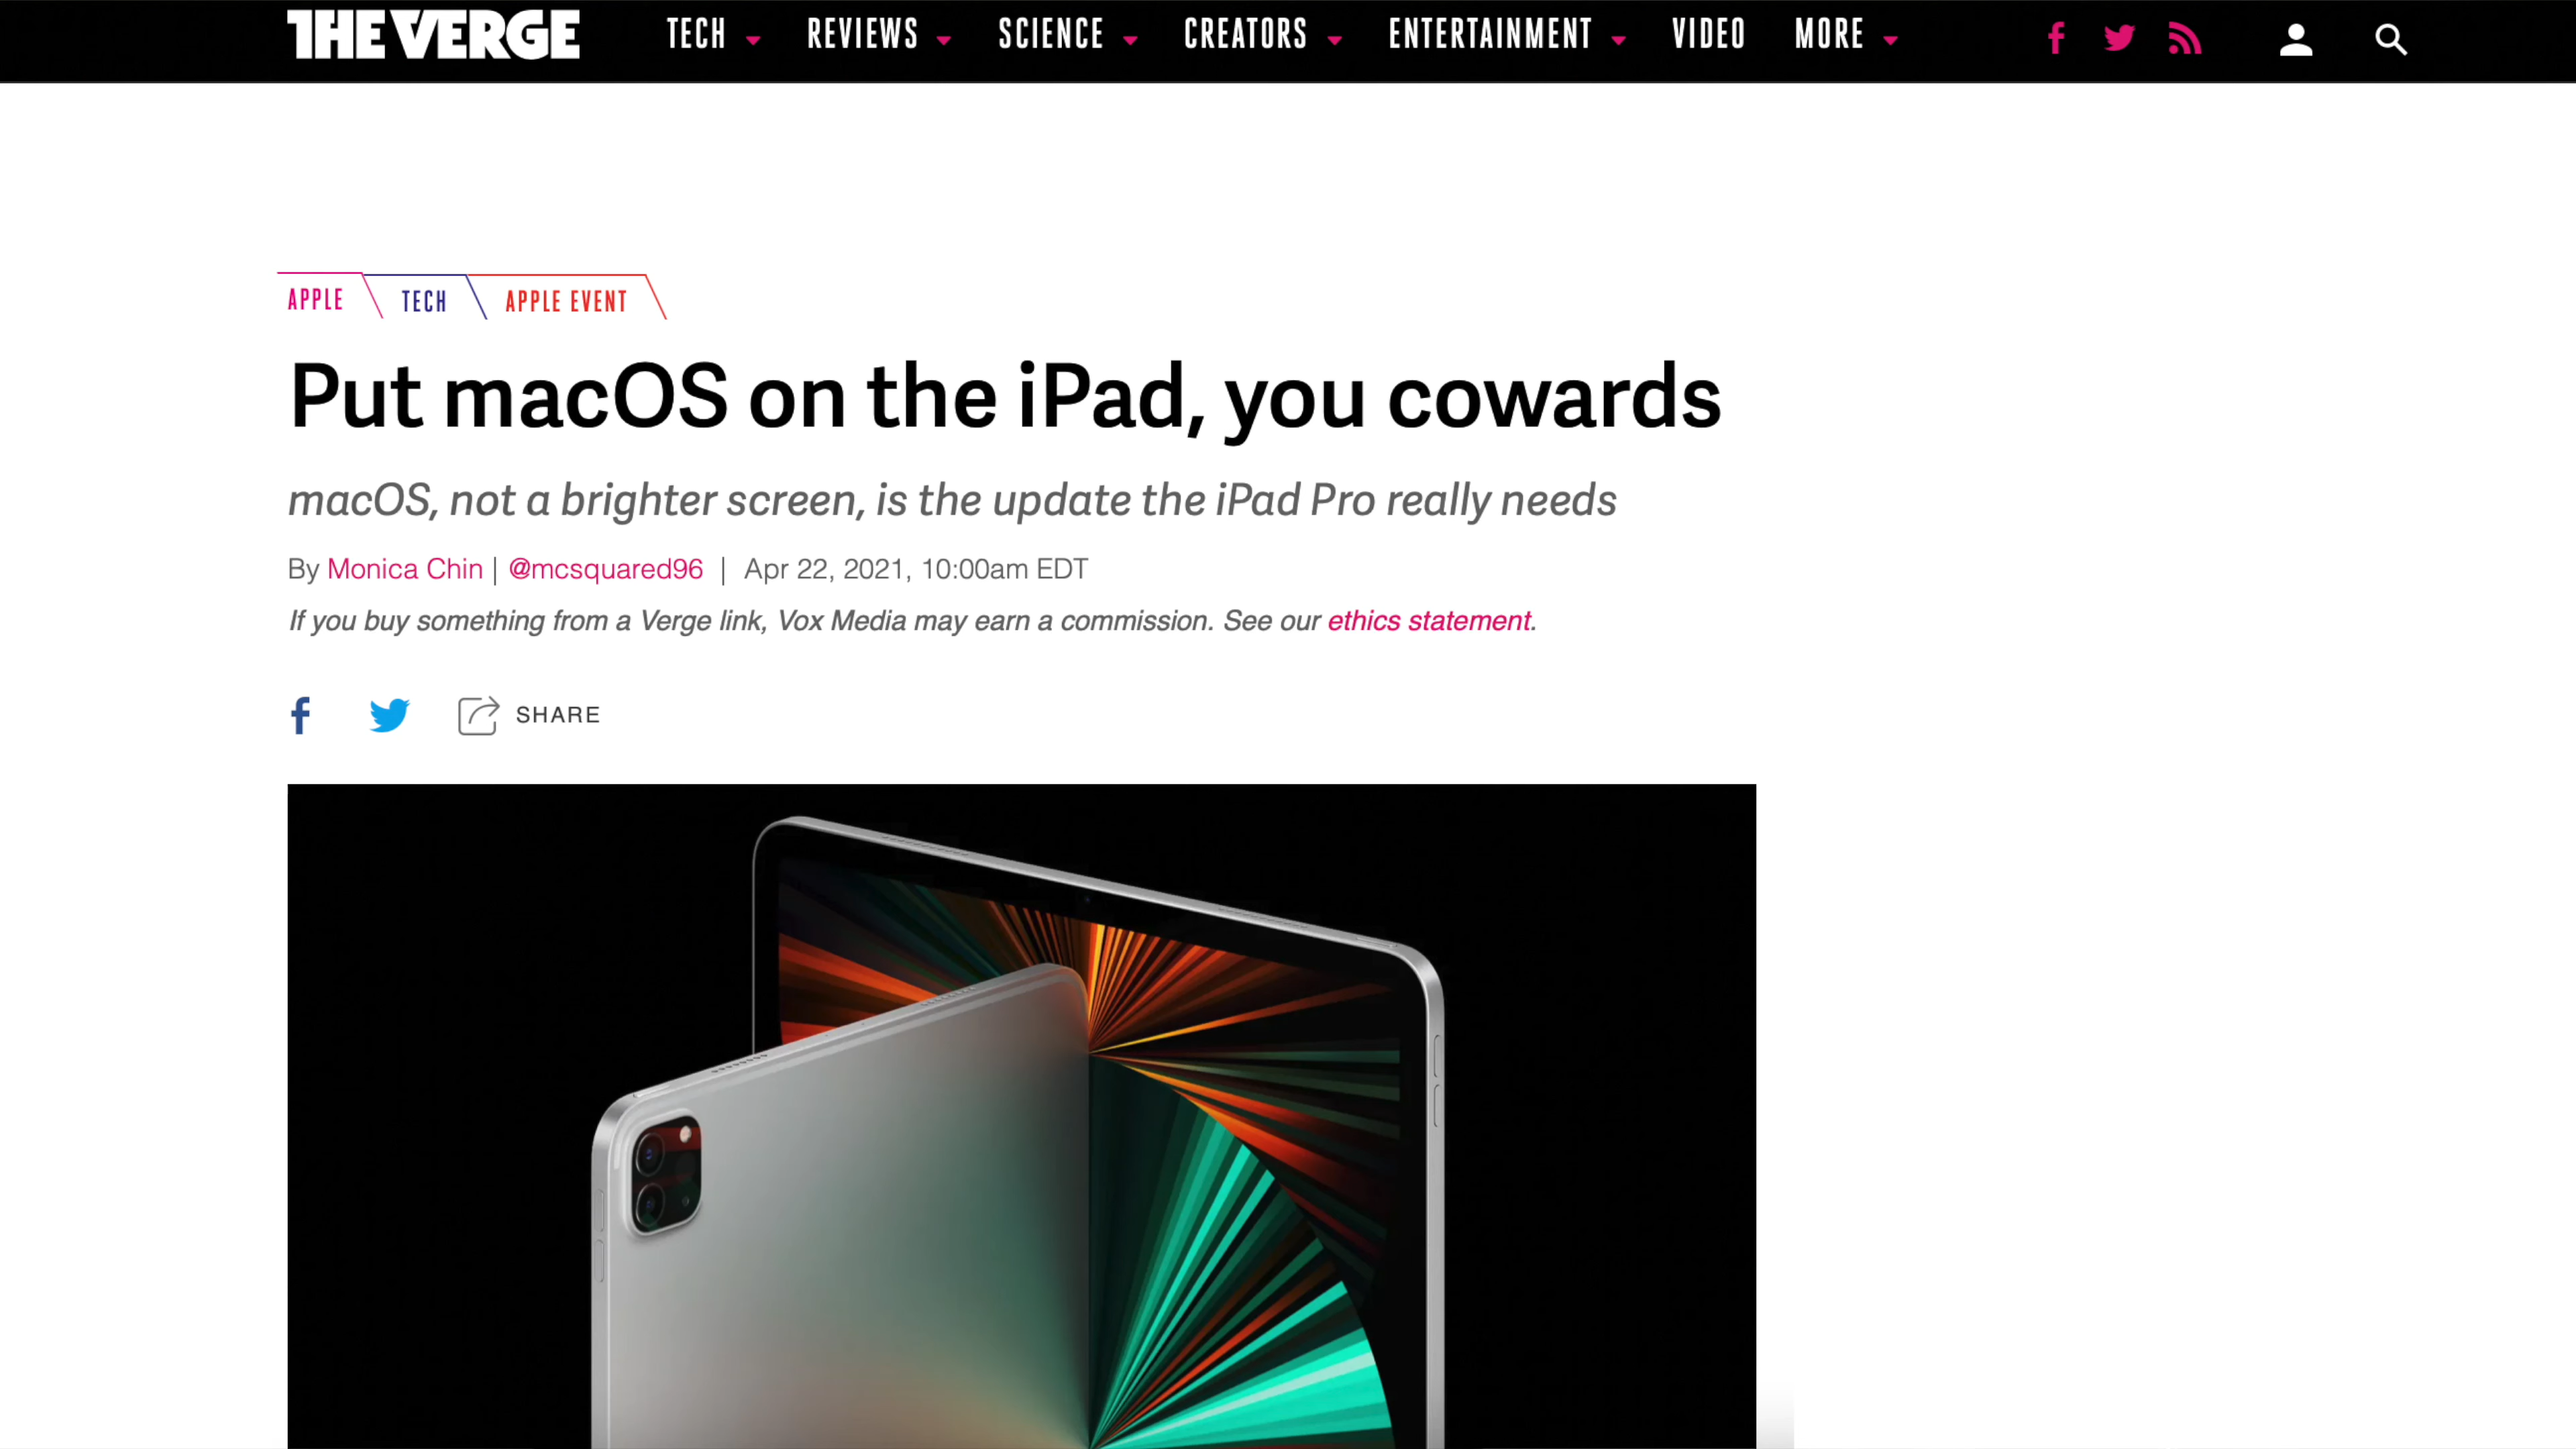 THE VERGE
TECH REVIEWS SCIENCE CREATORS ENTERTAINMENT VIDEO MORE
APPLE TECH APPLE EVENT
Put macOS on the iPad, you cowards
macOS, not a brighter screen, is the update the iPad Pro really needs
By Monica Chin | @mcsquared96 | Apr 22, 2021, 10:00am EDT
If you buy something from a Verge link, Vox Media may earn a commission. See our ethics statement.
SHARE